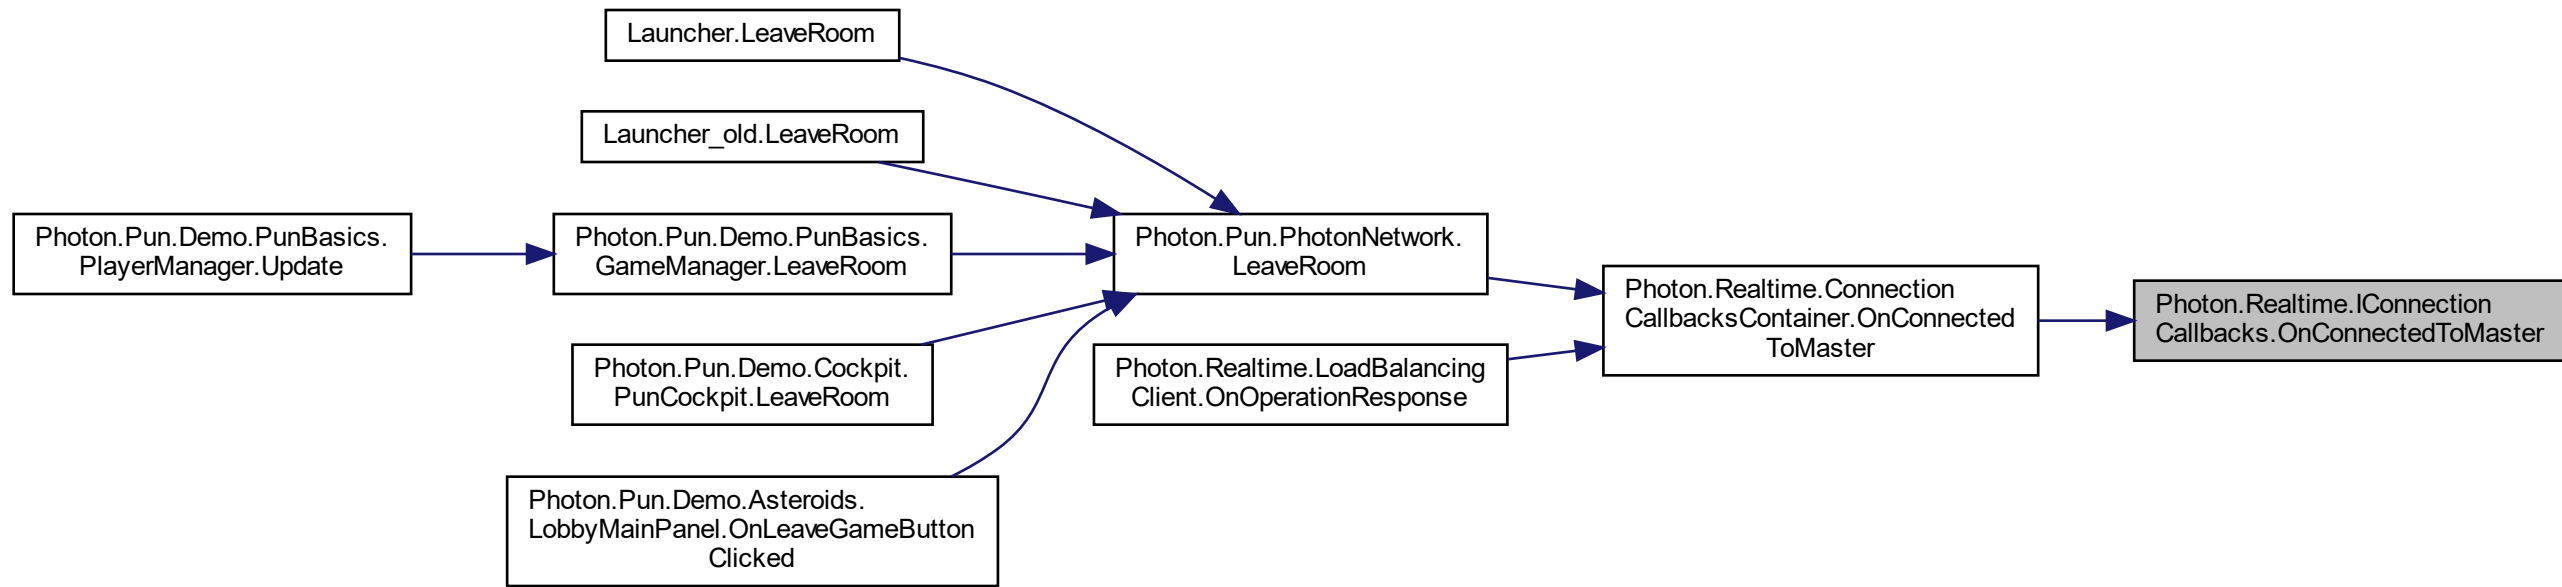 Launcher.LeaveRoom
Launcher_old.LeaveRoom
Photon.Pun.Demo.PunBasics.
PlayerManager.Update
Photon.Pun.Demo.PunBasics.
GameManager.LeaveRoom
Photon.Pun.PhotonNetwork.
LeaveRoom
Photon.Realtime.Connection
CallbacksContainer.OnConnected
ToMaster
Photon.Realtime.IConnection
Callbacks.OnConnectedToMaster
Photon.Pun.Demo.Cockpit.
PunCockpit.LeaveRoom
Photon.Realtime.LoadBalancing
Client.OnOperationResponse
Photon.Pun.Demo.Asteroids.
LobbyMainPanel.OnLeaveGameButton
Clicked